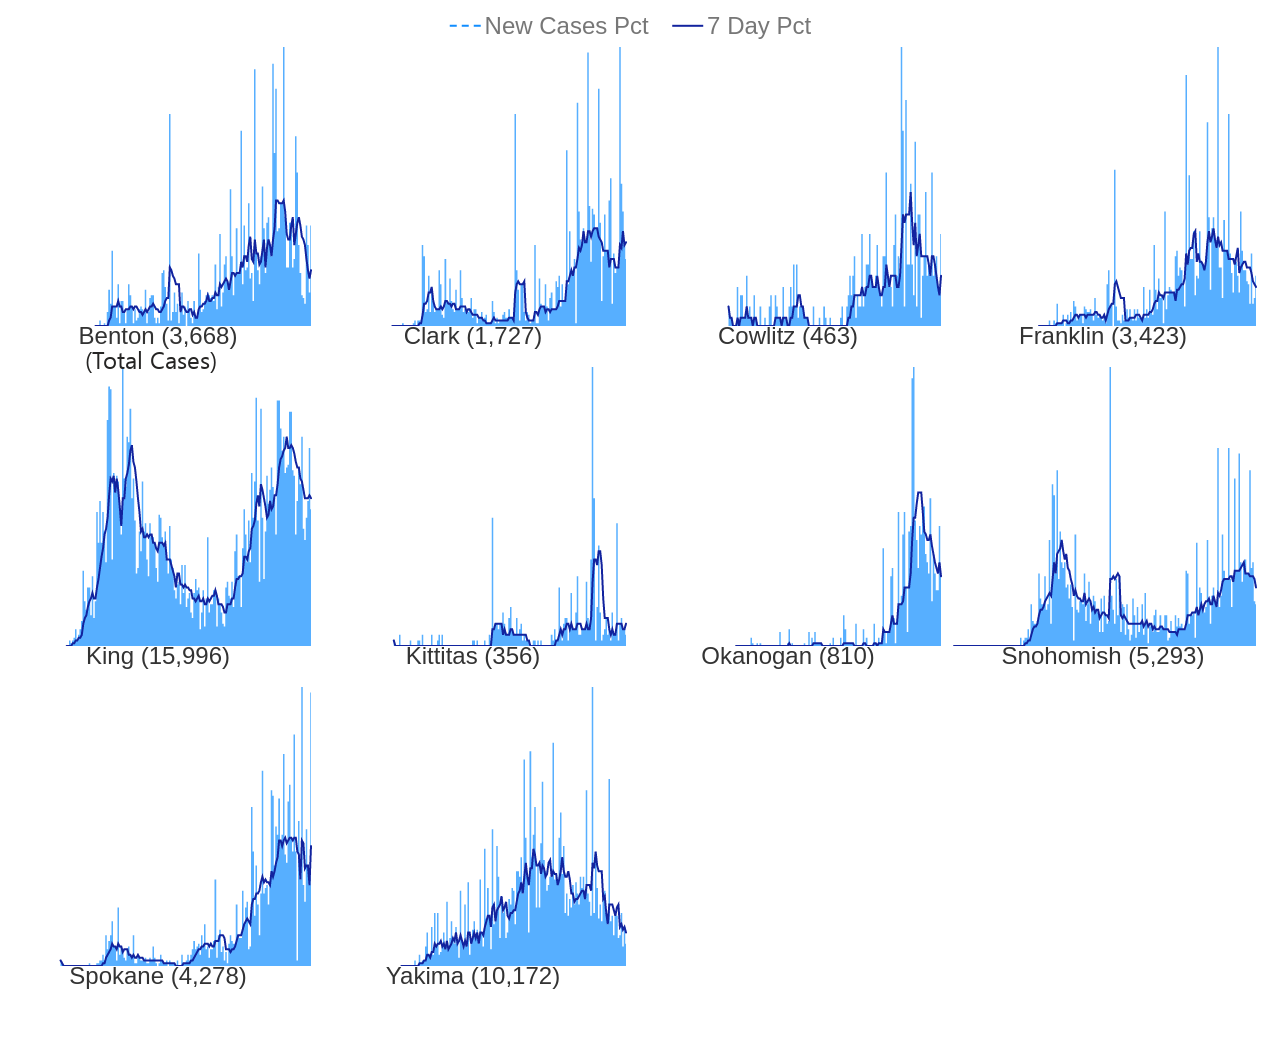 New Cases Pct 7 Day Pct
Benton (3,668) Clark (1,727) Cowlitz (463) Franklin (3,423)
(Total Cases)
King (15,996) Kittitas (356) Okanogan (810) Snohomish (5,293)
Spokane (4,278) Yakima (10,172)